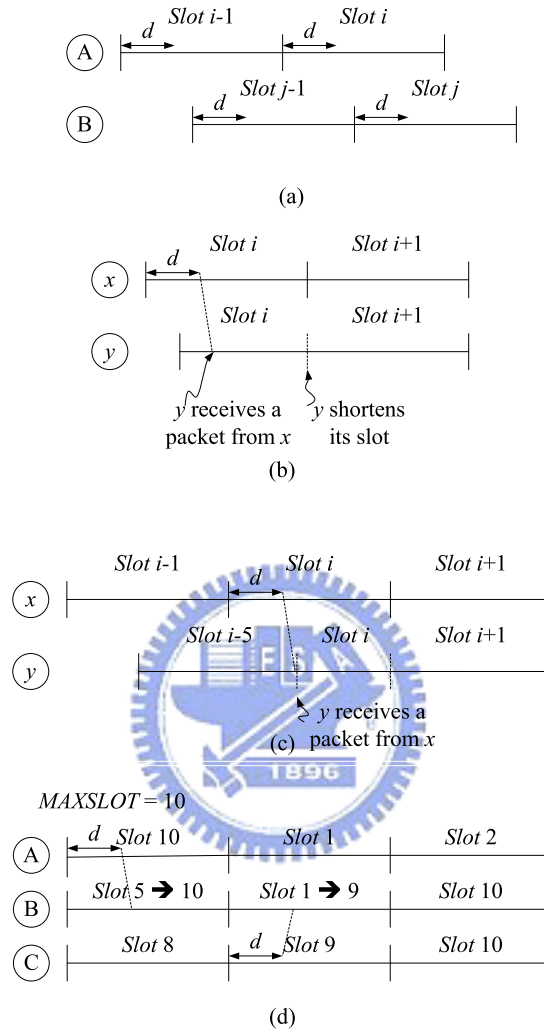 Slot i-1 Slot i
d d
A
Slot j-1 Slot j
d d
B
(a)
Slot i Slot i+1
d
x
Slot i Slot i+1
y
y receives a y shortens
packet from x its slot
(b)
Slot i-1 Slot i Slot i+1
d
x
Slot i-5 Slot i Slot i+1
y
y receives a
packet from x
(c)
1896
MAXSLOT = 10
d Slot 10 Slot 1 Slot 2
A
Slot 5 ➔ 10 Slot 1 ➔ 9 Slot 10
B
Slot 8 d Slot 9 Slot 10
C
(d)